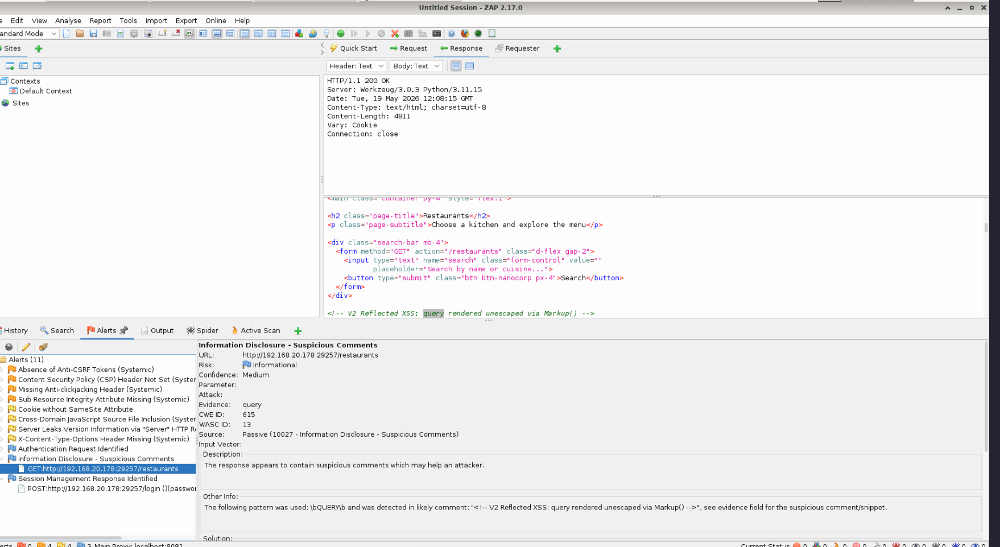 Untitled Session - ZAP 2.17.0
Edit View Analyse Report Tools Import Export Online Help
andard Mode
Sites
Quick Start Request Response Requester
Header: Text Body: Text
Contexts
Default Context
Sites
HTTP/1.1 200 OK
Server: Werkzeug/3.0.3 Python/3.11.15
Date: Tue, 19 May 2026 12:08:15 GMT
Content-Type: text/html; charset=utf-8
Content-Length: 4811
Vary: Cookie
Connection: close
<main class="container py-4" style="flex:1">
<h2 class="page-title">Restaurants</h2>
<p class="page-subtitle">Choose a kitchen and explore the menu</p>
<div class="search-bar mb-4">
<form method="GET" action="/restaurants" class="d-flex gap-2">
<input type="text" name="search" class="form-control" value=""
placeholder="Search by name or cuisine...">
<button type="submit" class="btn btn-nanocorp px-4">Search</button>
</form>
</div>
<!-- V2 Reflected XSS: query rendered unescaped via Markup() -->
History Search Alerts Output Spider Active Scan
Alerts (11)
Absence of Anti-CSRF Tokens (Systemic)
Content Security Policy (CSP) Header Not Set (Syster
Missing Anti-clickjacking Header (Systemic)
Sub Resource Integrity Attribute Missing (Systemic)
Cookie without SameSite Attribute
Cross-Domain JavaScript Source File Inclusion (Syster
Server Leaks Version Information via "Server" HTTP R
X-Content-Type-Options Header Missing (Systemic)
Authentication Request Identified
Information Disclosure - Suspicious Comments
GET:http://192.168.20.178:29257/restaurants
Session Management Response Identified
POST:http://192.168.20.178:29257/login ()(passwor
Information Disclosure - Suspicious Comments
URL: http://192.168.20.178:29257/restaurants
Risk: Informational
Confidence: Medium
Parameter:
Attack:
Evidence: query
CWE ID: 615
WASC ID: 13
Source: Passive (10027 - Information Disclosure - Suspicious Comments)
Input Vector:
Description:
The response appears to contain suspicious comments which may help an attacker.
Other Info:
The following pattern was used: \bQUERY\b and was detected in likely comment: "<!-- V2 Reflected XSS: query rendered unescaped via Markup() -->", see evidence field for the suspicious comment/snippet.
Solution:
erts 0 4 4 3 Main Proxy: localhost:8081
Current Status 0 0 0 0 0 0 0 0 0 0